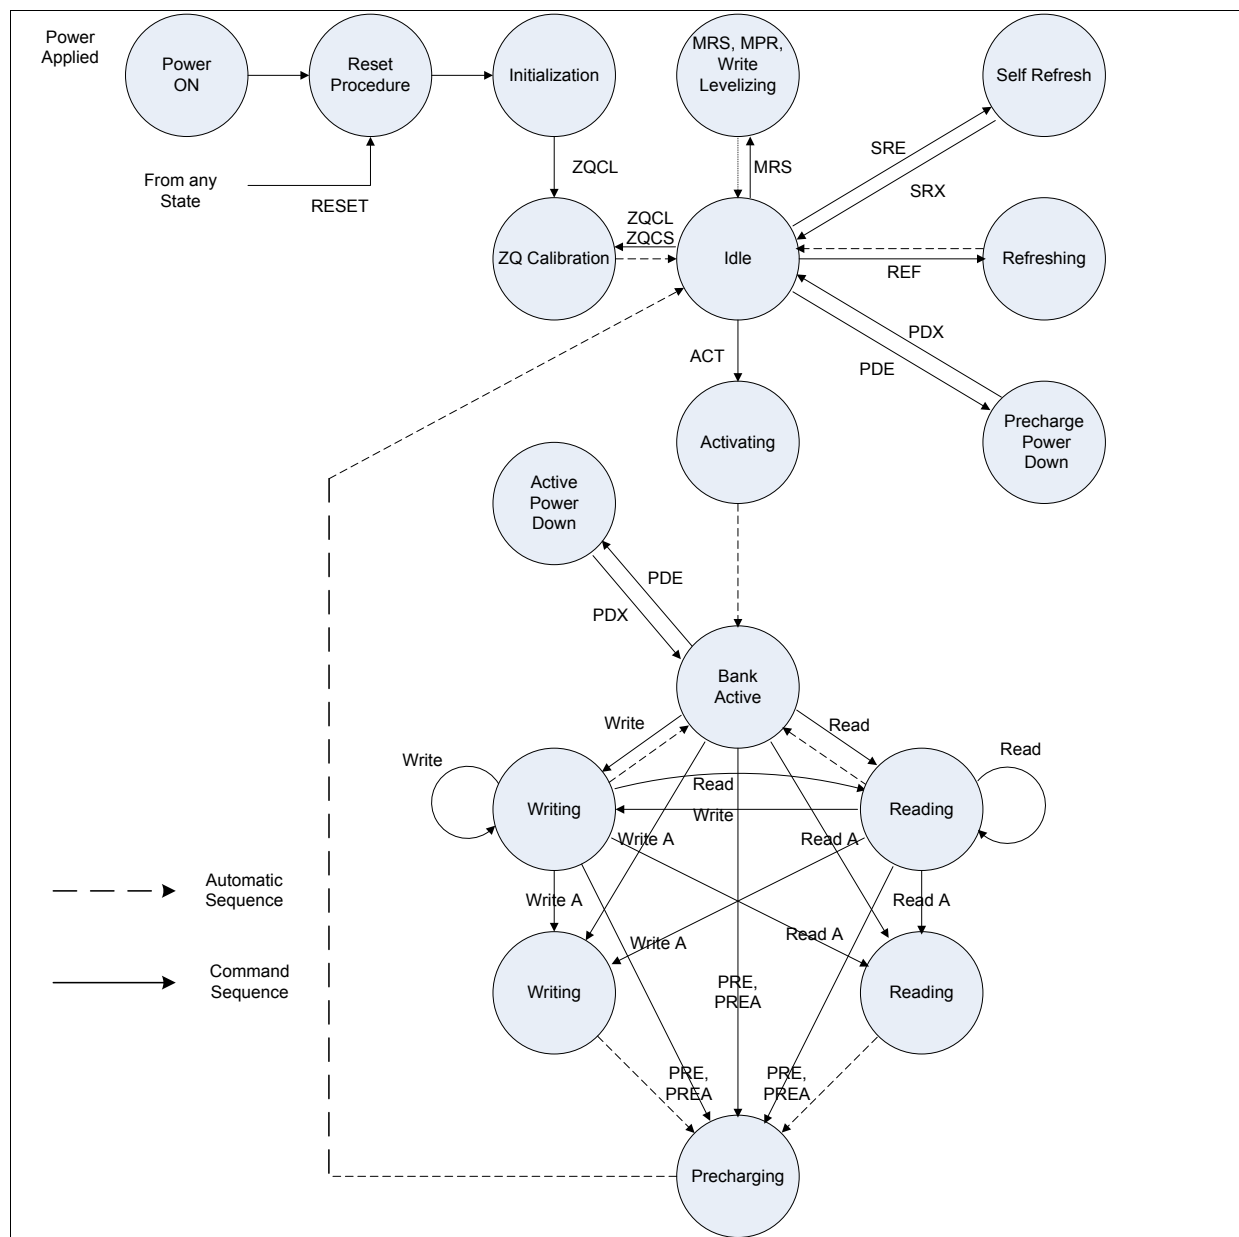 Power
Applied
Power
ON
Reset
Procedure
Initialization
MRS, MPR,
Write
Levelizing
Self Refresh
From any
State
RESET
ZQCL
MRS
SRE
SRX
ZQCL
ZQCS
ZQ Calibration
Idle
REF
Refreshing
ACT
PDX
PDE
Activating
Precharge
Power
Down
Active
Power
Down
PDE
PDX
Bank
Active
Write
Read
Write
Read
Writing
Read
Write
Reading
Write A
Read A
Automatic
Sequence
Write A
Read A
Write A
Read A
Command
Sequence
Writing
PRE,
PREA
Reading
PRE,
PREA
PRE,
PREA
Precharging